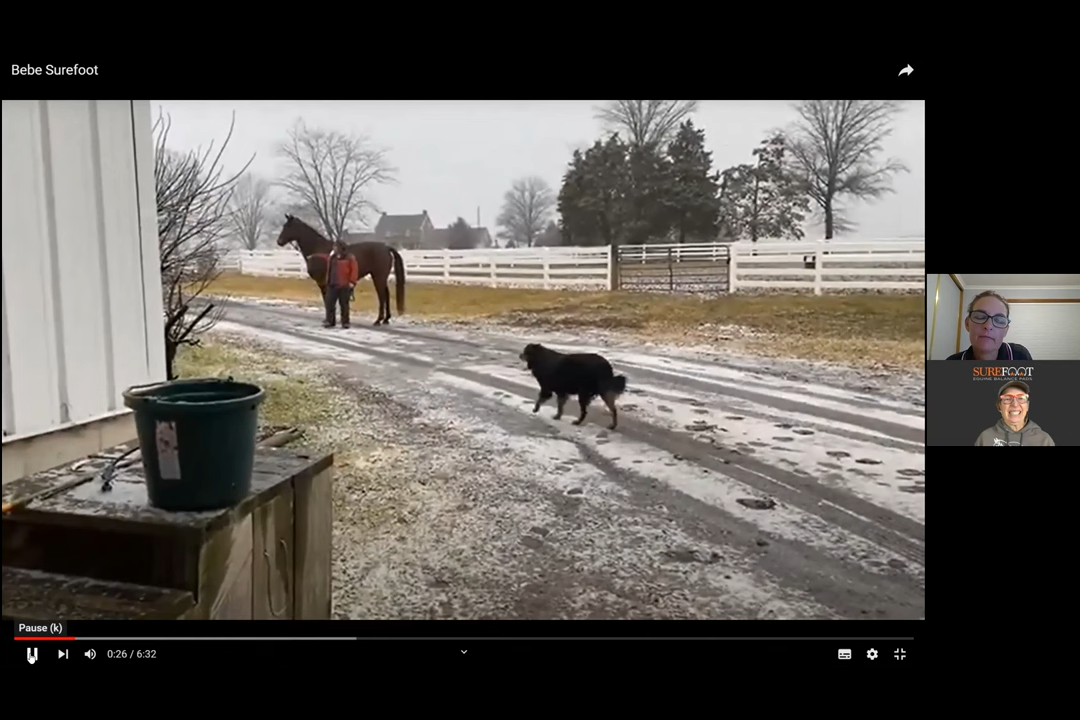 Bebe Surefoot
SUREFOOT
EQUINE BALANCE PADS
Pause (k)
0:26 / 6:32